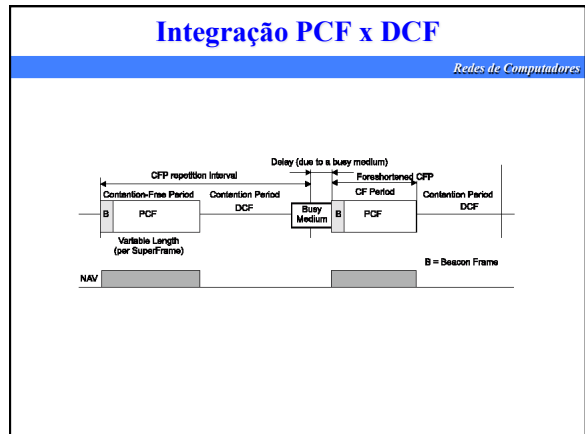 Integração PCF x DCF
Redes de Computadores
Delay (due to a busy medium)
CFP repetition Interval
Foreshortened CFP
Contention-Free Period
Contention Period
CF Period
Contention Period
B
PCF
DCF
Busy
Medium
B
PCF
DCF
Variable Length
(per SuperFrame)
B = Beacon Frame
NAV